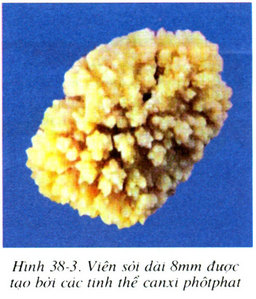 Hình 38-3. Viên sỏi dài 8mm được
tạo bởi các tinh thể canxi phôtphat